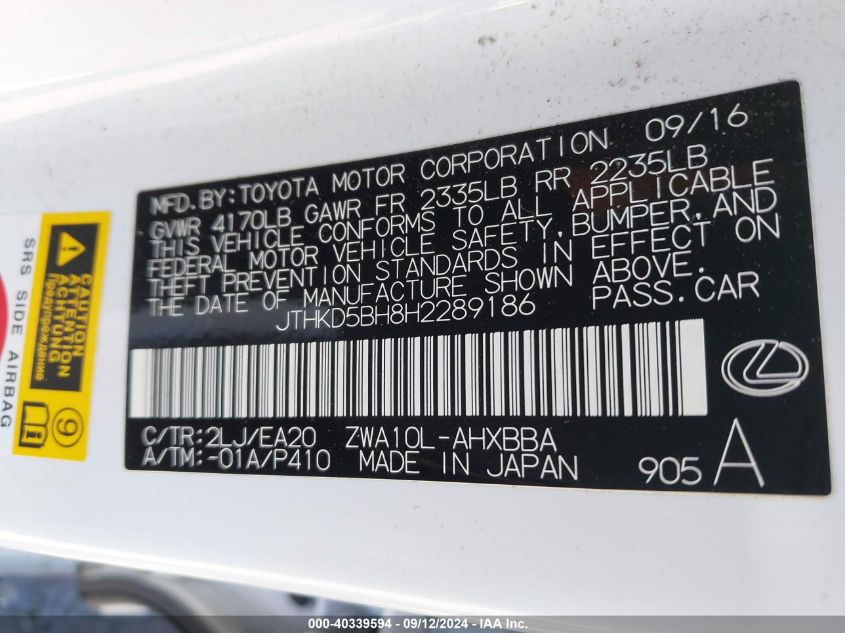 MFD. BY: TOYOTA MOTOR CORPORATION 09/16
GVWR 4170LB GAWR FR 2335LB RR 2235LB
THIS VEHICLE CONFORMS TO ALL APPLICABLE
FEDERAL MOTOR VEHICLE SAFETY, BUMPER, AND
THEFT PREVENTION STANDARDS IN EFFECT ON
THE DATE OF MANUFACTURE SHOWN ABOVE.
JTHKD5BH8H2289186 PASS. CAR
C/TR: 2LJ/EA20 ZWA10L-AHXBBA
A/TM: -01A/P410 MADE IN JAPAN 905 A
CAUTION
ATTENTION
ACHTUNG
Предупреждение
9
SRS SIDE AIRBAG
000-40339594 - 09/12/2024 - IAA Inc.